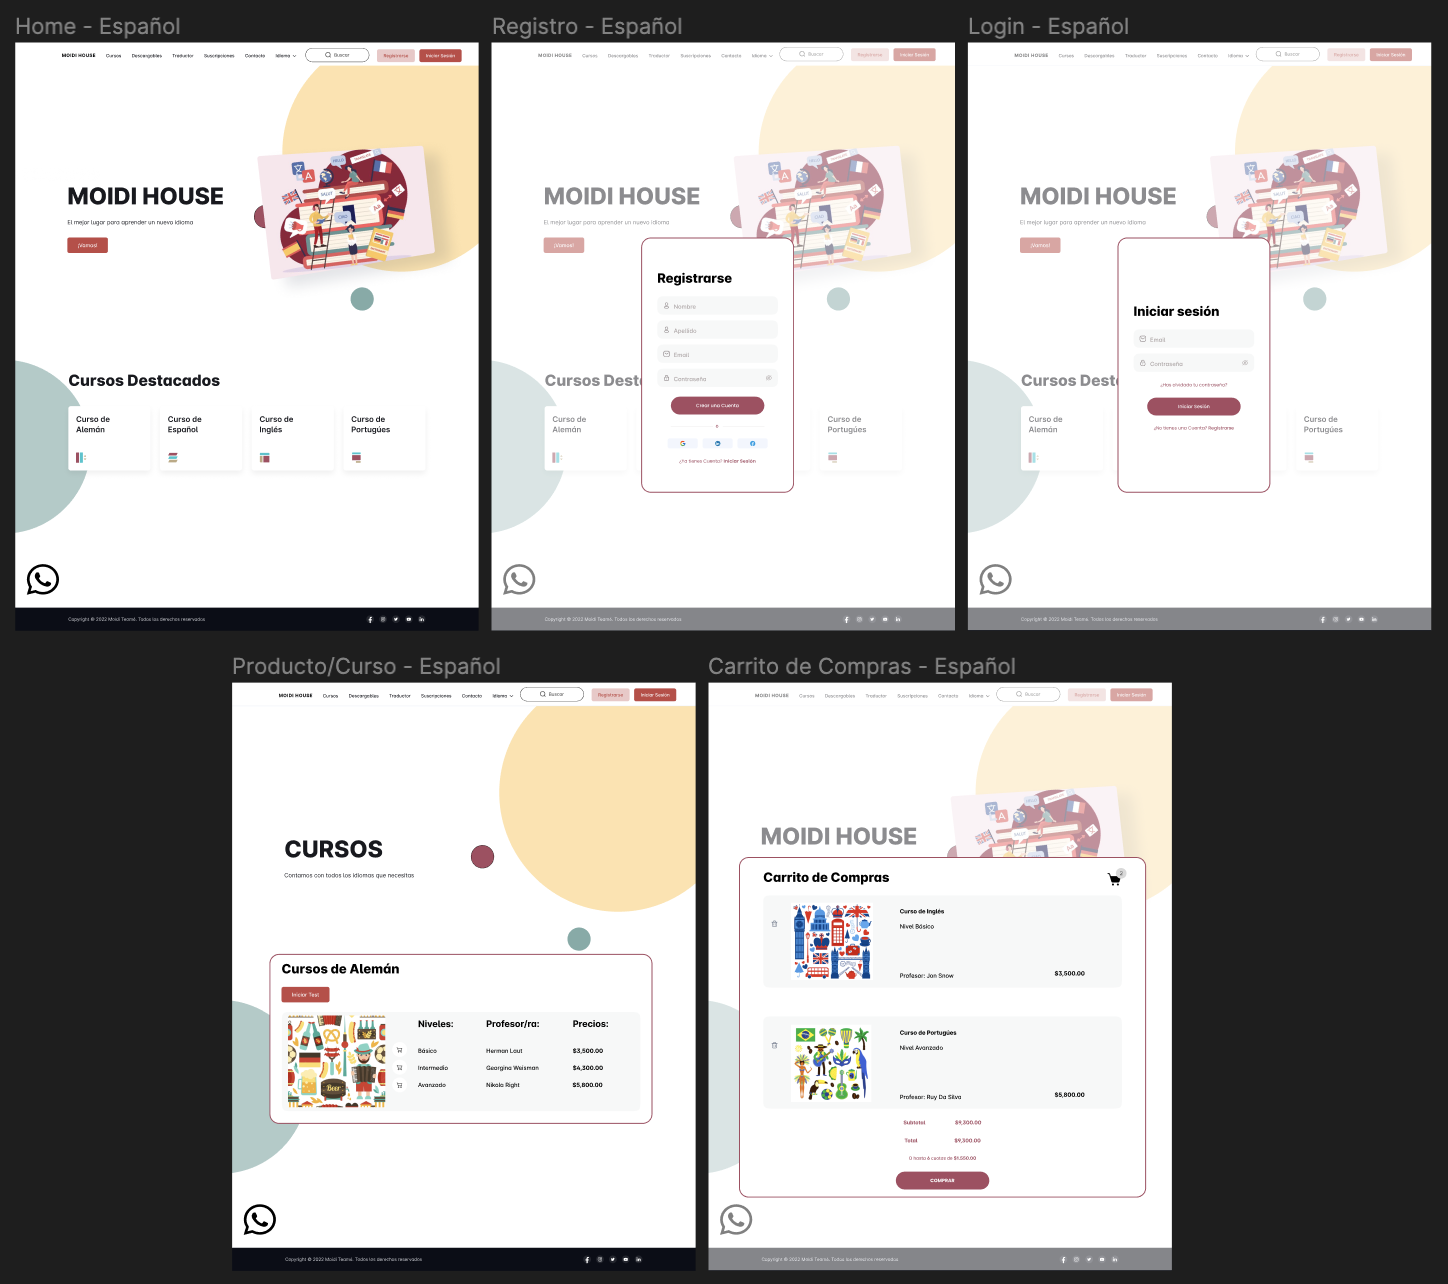 Home - Español
MOIDI HOUSE Cursos Descargables Traductor Suscripciones Contacto Idioma Buscar Registrarse Iniciar Sesión
MOIDI HOUSE
El mejor lugar para aprender un nuevo idioma
¡Vamos!
Cursos Destacados
Curso de
Alemán
Curso de
Español
Curso de
Inglés
Curso de
Portugúes
Copyright © 2022 Moidi Team4. Todos los derechos reservados
Registro - Español
MOIDI HOUSE Cursos Descargables Traductor Suscripciones Contacto Idioma Buscar Registrarse Iniciar Sesión
MOIDI HOUSE
El mejor lugar para aprender un nuevo idioma
¡Vamos!
Registrarse
Nombre
Apellido
Email
Contraseña
Crear una Cuenta
o
¿Ya tienes Cuenta? Iniciar Sesión
Cursos Dest
Curso de
Alemán
Curso de
Portugúes
Copyright © 2022 Moidi Team4. Todos los derechos reservados
Login - Español
MOIDI HOUSE Cursos Descargables Traductor Suscripciones Contacto Idioma Buscar Registrarse Iniciar Sesión
MOIDI HOUSE
El mejor lugar para aprender un nuevo idioma
¡Vamos!
Iniciar sesión
Email
Contraseña
¿Has olvidado tu contraseña?
Iniciar Sesión
¿No tienes una Cuenta? Registrarse
Cursos Dest
Curso de
Alemán
Curso de
Portugúes
Copyright © 2022 Moidi Team4. Todos los derechos reservados
Producto/Curso - Español
MOIDI HOUSE Cursos Descargables Traductor Suscripciones Contacto Idioma Buscar Registrarse Iniciar Sesión
CURSOS
Contamos con todos los idiomas que necesitas
Cursos de Alemán
Iniciar Test
Niveles: Profesor/ra: Precios:
Básico Herman Laut $3,500.00
Intermedio Georgina Weisman $4,300.00
Avanzado Nikola Right $5,800.00
Beer
Copyright © 2022 Moidi Team4. Todos los derechos reservados
Carrito de Compras - Español
MOIDI HOUSE Cursos Descargables Traductor Suscripciones Contacto Idioma Buscar Registrarse Iniciar Sesión
MOIDI HOUSE
Carrito de Compras
2
Curso de Inglés
Nivel Básico
Profesor: Jon Snow $3,500.00
Curso de Portugúes
Nivel Avanzado
Profesor: Ruy Da Silva $5,800.00
Subtotal $9,300.00
Total $9,300.00
O hasta 6 cuotas de $1,550.00
COMPRAR
Copyright © 2022 Moidi Team4. Todos los derechos reservados